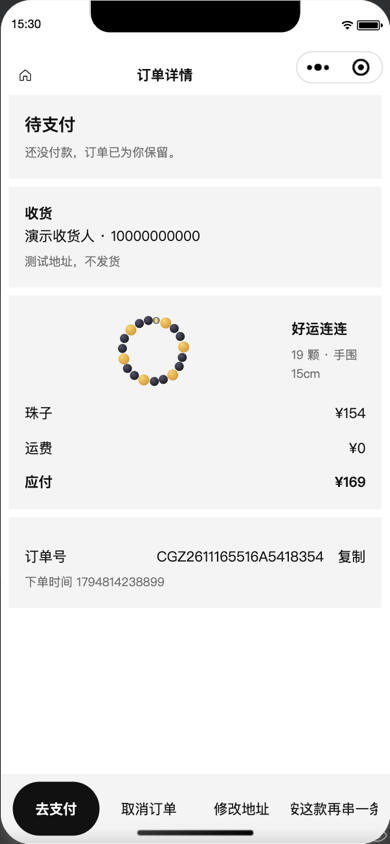 15:30
订单详情
待支付
还没付款，订单已为你保留。
收货
演示收货人 · 10000000000
测试地址，不发货
好运连连
19 颗 · 手围
15cm
珠子 ¥154
运费 ¥0
应付 ¥169
订单号 CGZ2611165516A5418354 复制
下单时间 1794814238899
去支付 取消订单 修改地址 按这款再串一条